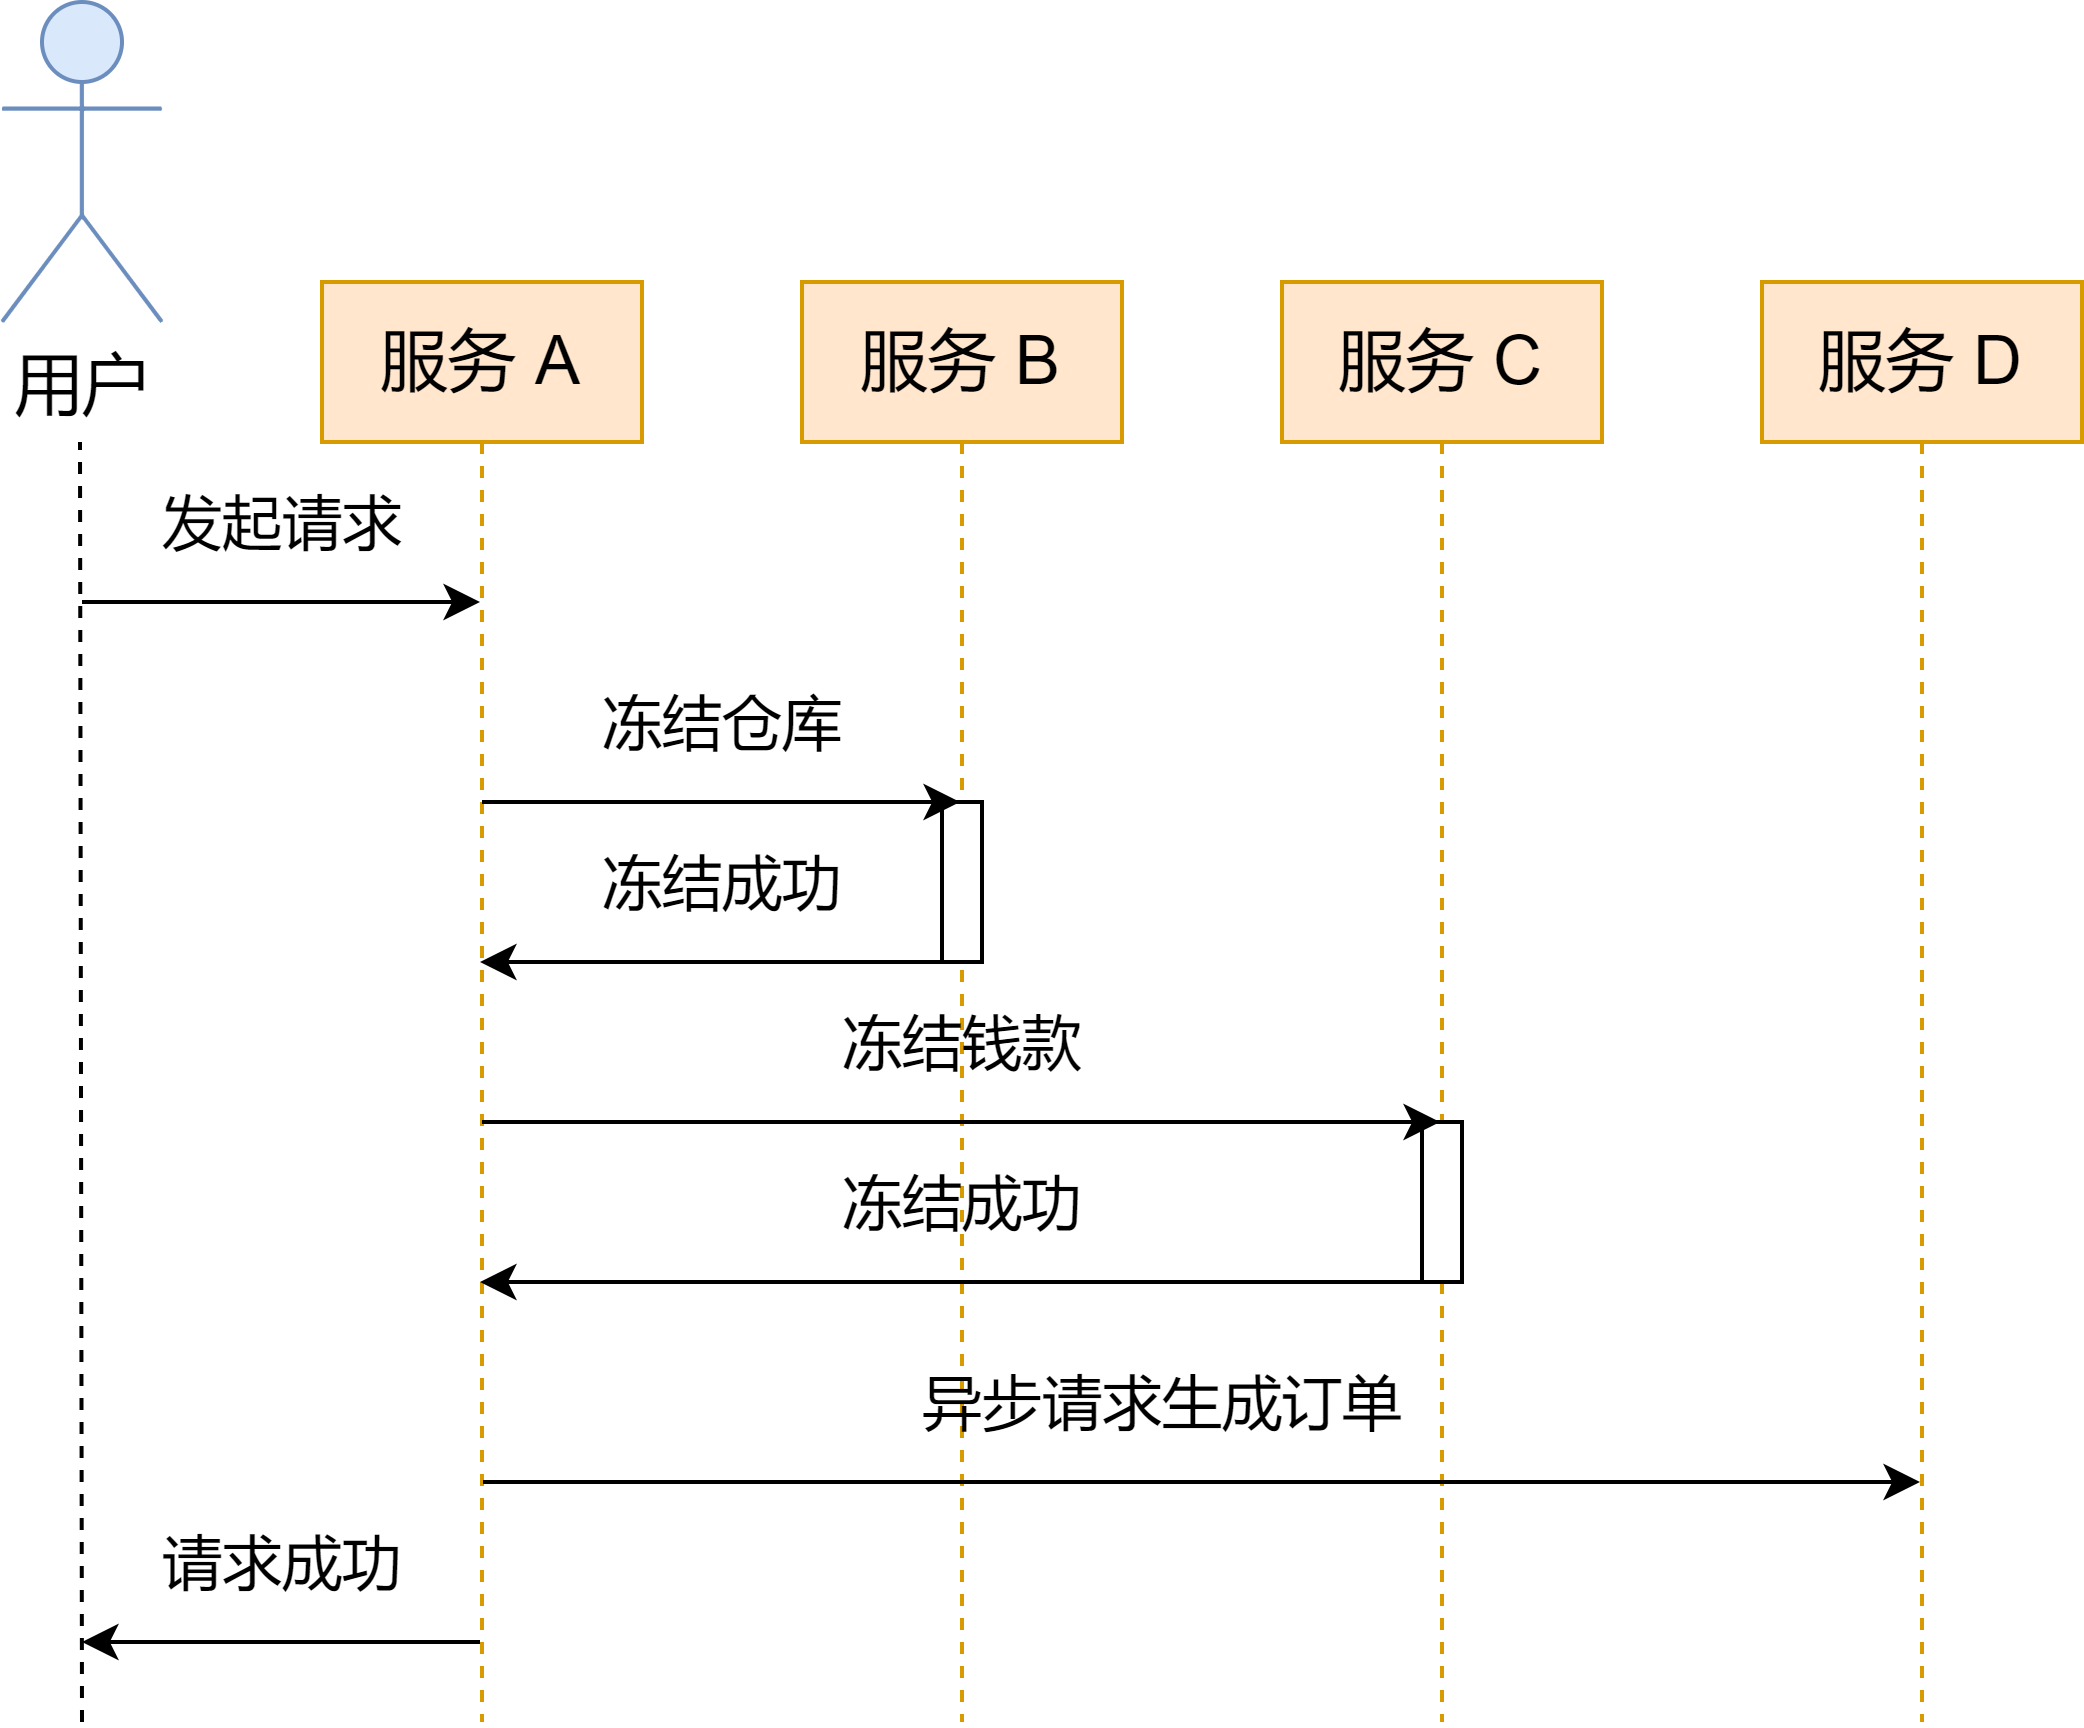 用户
服务 A
服务 B
服务 C
服务 D
发起请求
冻结仓库
冻结成功
冻结钱款
冻结成功
异步请求生成订单
请求成功